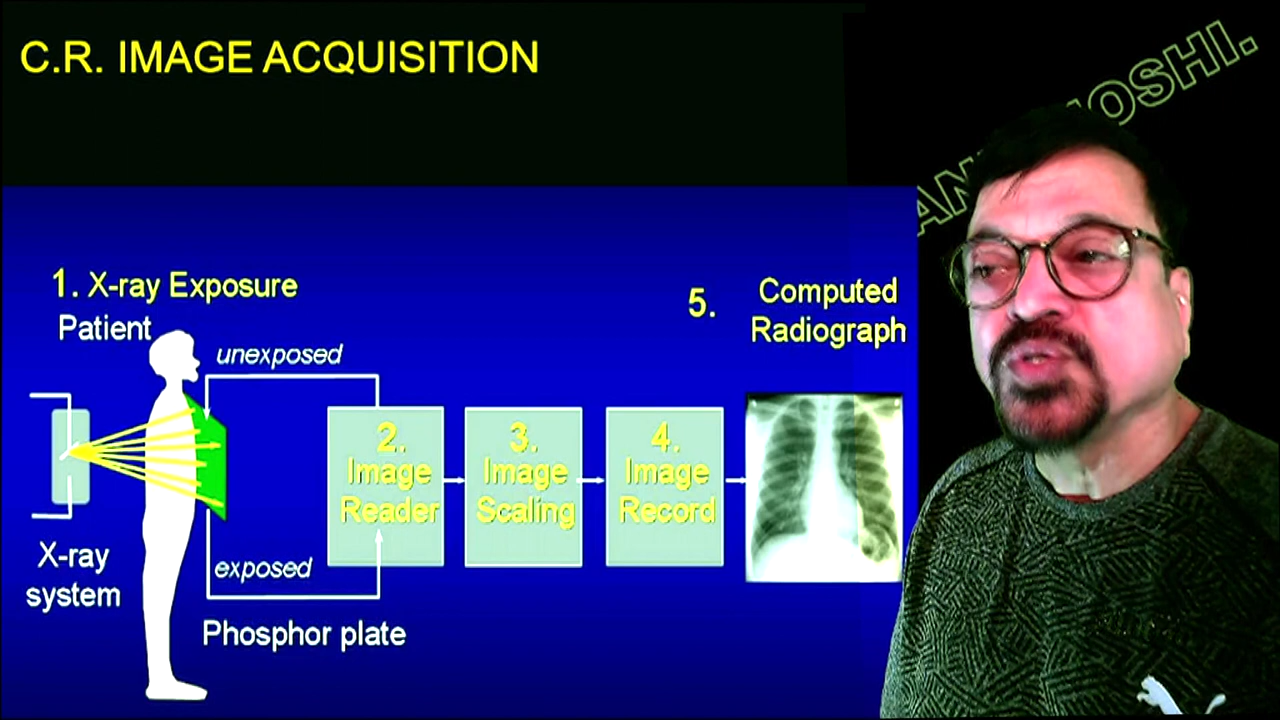 C.R. IMAGE ACQUISITION
1. X-ray Exposure
Patient
unexposed
X-ray
system
exposed
Phosphor plate
2.
Image
Reader
3.
Image
Scaling
4.
Image
Record
5.
Computed
Radiograph